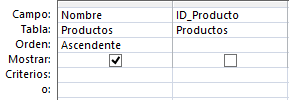 Campo: Nombre ID_Producto
Tabla: Productos Productos
Orden: Ascendente
Mostrar:
Criterios:
o: